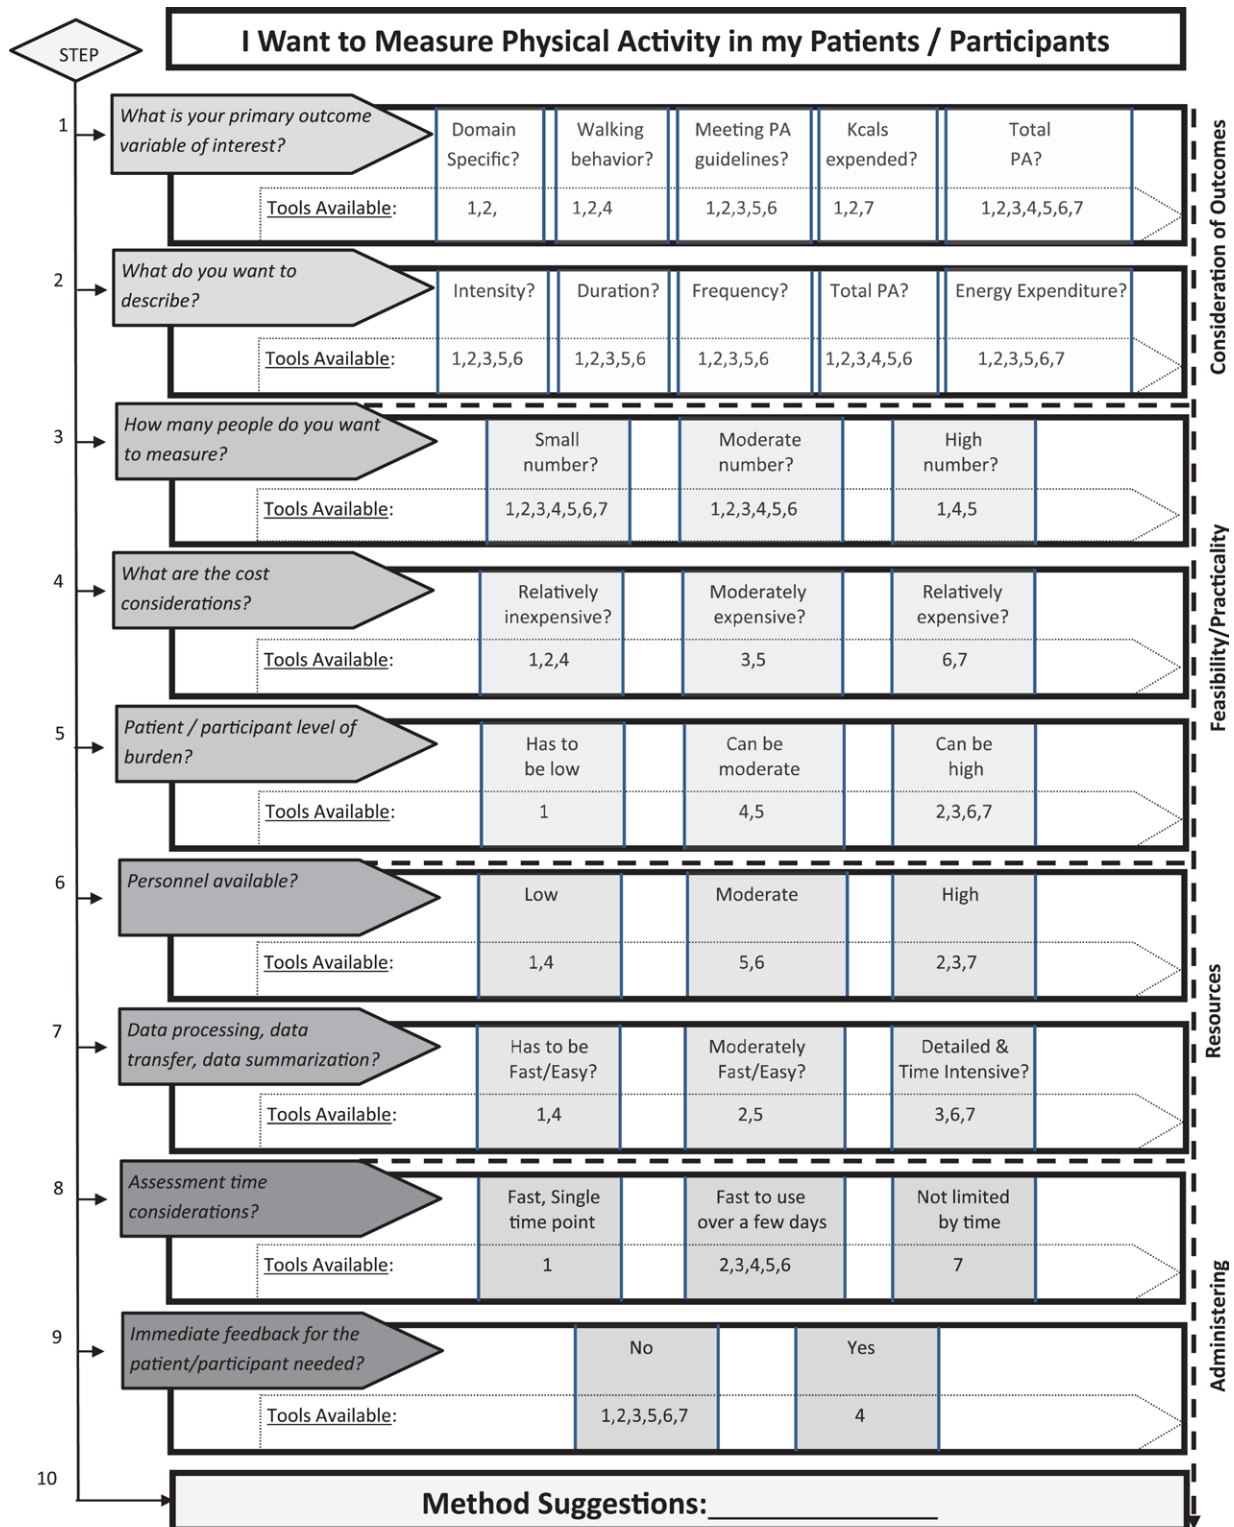 STEP
I Want to Measure Physical Activity in my Patients / Participants
1
What is your primary outcome
variable of interest?
Domain
Specific?
Walking
behavior?
Meeting PA
guidelines?
Kcals
expended?
Total
PA?
Tools Available:
1,2,
1,2,4
1,2,3,5,6
1,2,7
1,2,3,4,5,6,7
2
What do you want to
describe?
Intensity?
Duration?
Frequency?
Total PA?
Energy Expenditure?
Tools Available:
1,2,3,5,6
1,2,3,5,6
1,2,3,5,6
1,2,3,4,5,6
1,2,3,5,6,7
Consideration of Outcomes
3
How many people do you want
to measure?
Small
number?
Moderate
number?
High
number?
Tools Available:
1,2,3,4,5,6,7
1,2,3,4,5,6
1,4,5
4
What are the cost
considerations?
Relatively
inexpensive?
Moderately
expensive?
Relatively
expensive?
Tools Available:
1,2,4
3,5
6,7
5
Patient / participant level of
burden?
Has to
be low
Can be
moderate
Can be
high
Tools Available:
1
4,5
2,3,6,7
Feasibility/Practicality
6
Personnel available?
Low
Moderate
High
Tools Available:
1,4
5,6
2,3,7
7
Data processing, data
transfer, data summarization?
Has to be
Fast/Easy?
Moderately
Fast/Easy?
Detailed &
Time Intensive?
Tools Available:
1,4
2,5
3,6,7
Resources
8
Assessment time
considerations?
Fast, Single
time point
Fast to use
over a few days
Not limited
by time
Tools Available:
1
2,3,4,5,6
7
9
Immediate feedback for the
patient/participant needed?
No
Yes
Tools Available:
1,2,3,5,6,7
4
Administering
10
Method Suggestions:____________________